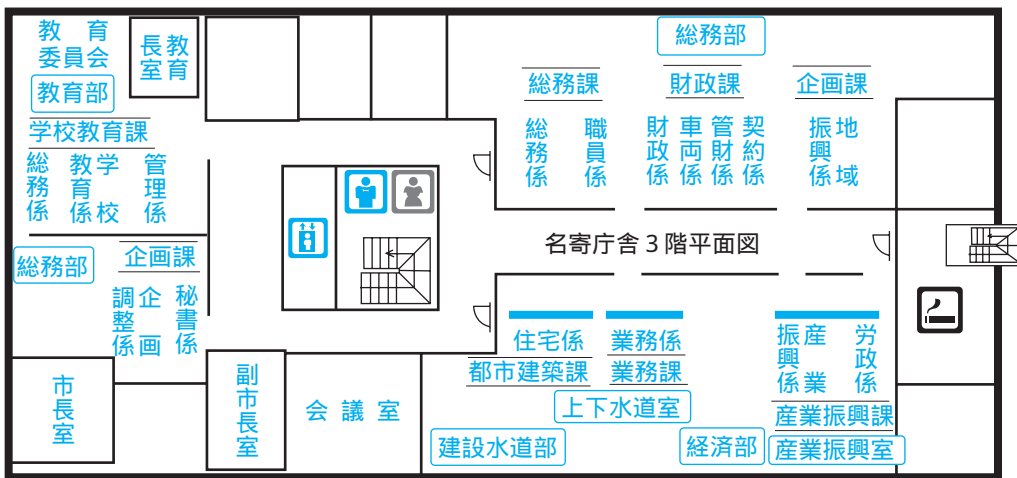 教育
委員会
教育部
教育長室
学校教育課
総務係
学校教育係
管理係
総務部
企画課
企画調整係
秘書係
市長室
副市長室
会議室
総務部
総務課
総務係
職員係
財政課
財政係
車両係
管財係
契約係
企画課
地域振興係
名寄庁舎3階平面図
住宅係
都市建築課
業務係
業務課
上下水道室
建設水道部
産業振興係
労政係
産業振興課
産業振興室
経済部